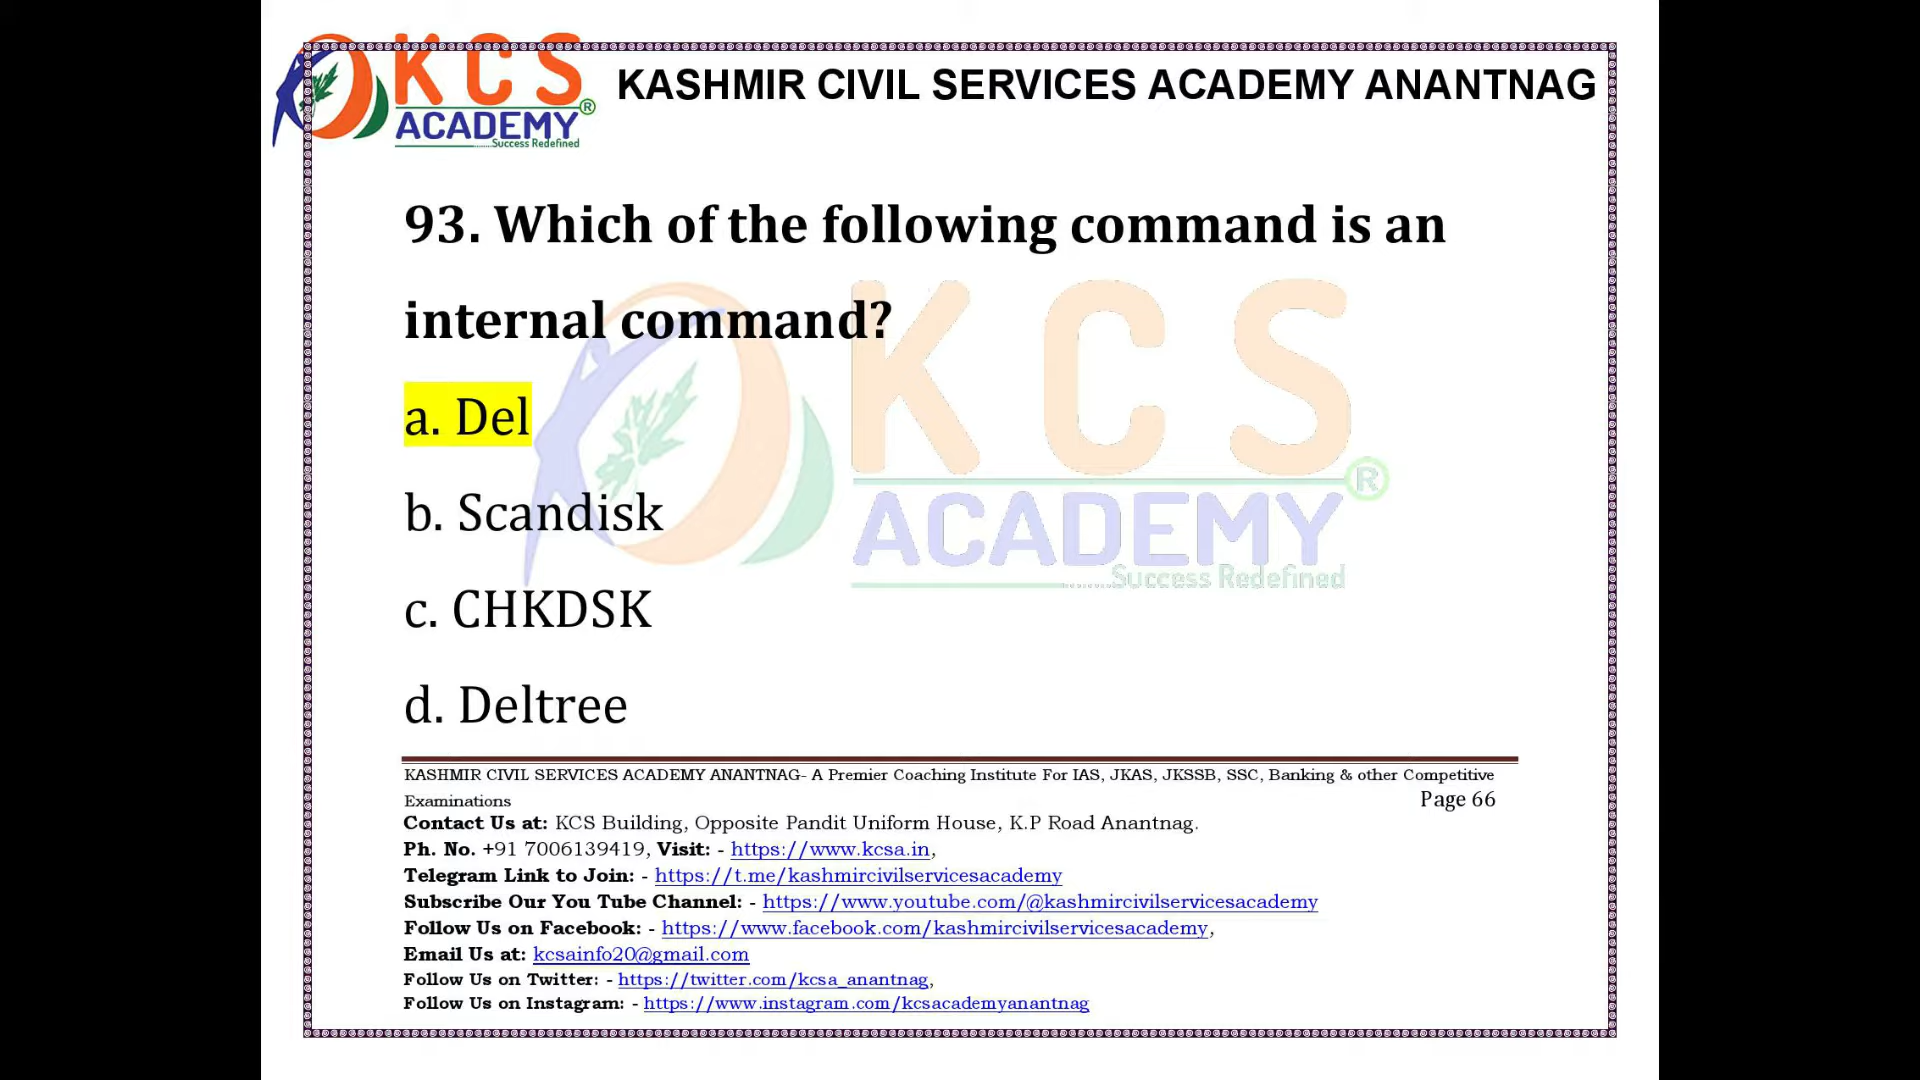 KCS
ACADEMY®
.......Success Redefined
KASHMIR CIVIL SERVICES ACADEMY ANANTNAG
93. Which of the following command is an
internal command?
a. Del
b. Scandisk
c. CHKDSK
d. Deltree
KCS
ACADEMY®
.......Success Redefined
KASHMIR CIVIL SERVICES ACADEMY ANANTNAG- A Premier Coaching Institute For IAS, JKAS, JKSSB, SSC, Banking & other Competitive
Examinations Page 66
Contact Us at: KCS Building, Opposite Pandit Uniform House, K.P Road Anantnag.
Ph. No. +91 7006139419, Visit: - https://www.kcsa.in,
Telegram Link to Join: - https://t.me/kashmircivilservicesacademy
Subscribe Our You Tube Channel: - https://www.youtube.com/@kashmircivilservicesacademy
Follow Us on Facebook: - https://www.facebook.com/kashmircivilservicesacademy,
Email Us at: kcsainfo20@gmail.com
Follow Us on Twitter: - https://twitter.com/kcsa_anantnag,
Follow Us on Instagram: - https://www.instagram.com/kcsacademyanantnag